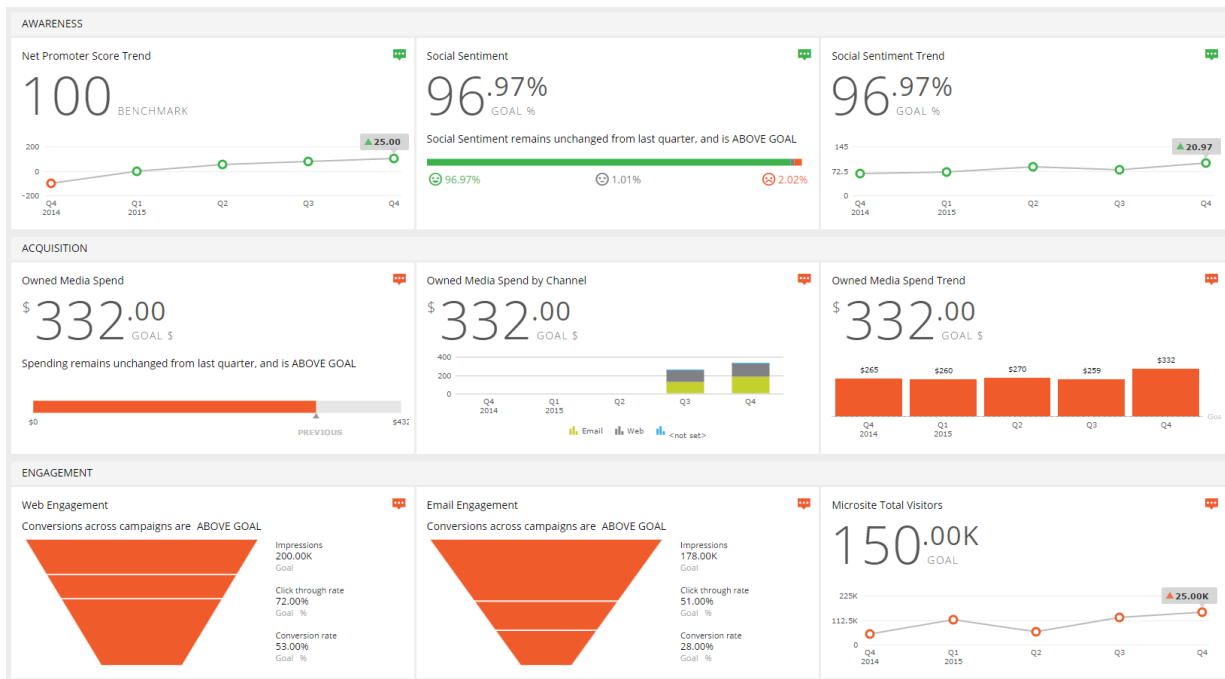 AWARENESS
Net Promoter Score Trend
100 BENCHMARK
▲ 25.00
200
0
-200
Q4 Q1 Q2 Q3 Q4
2014 2015
Social Sentiment
96.97%
GOAL %
Social Sentiment remains unchanged from last quarter, and is ABOVE GOAL
96.97% 1.01% 2.02%
Social Sentiment Trend
96.97%
GOAL %
▲ 20.97
145
72.5
0
Q4 Q1 Q2 Q3 Q4
2014 2015
ACQUISITION
Owned Media Spend
$332.00
GOAL $
Spending remains unchanged from last quarter, and is ABOVE GOAL
$0 $432
PREVIOUS
Owned Media Spend by Channel
$332.00
GOAL $
400
200
0
Q4 Q1 Q2 Q3 Q4
2014 2015
Email Web <not set>
Owned Media Spend Trend
$332.00
GOAL $
$265 $260 $270 $259 $332
Goa
Q4 Q1 Q2 Q3 Q4
2014 2015
ENGAGEMENT
Web Engagement
Conversions across campaigns are ABOVE GOAL
Impressions
200.00K
Goal
Click through rate
72.00%
Goal %
Conversion rate
53.00%
Goal %
Email Engagement
Conversions across campaigns are ABOVE GOAL
Impressions
178.00K
Goal
Click through rate
51.00%
Goal %
Conversion rate
28.00%
Goal %
Microsite Total Visitors
150.00K
GOAL
▲ 25.00K
225K
112.5K
0
Q4 Q1 Q2 Q3 Q4
2014 2015